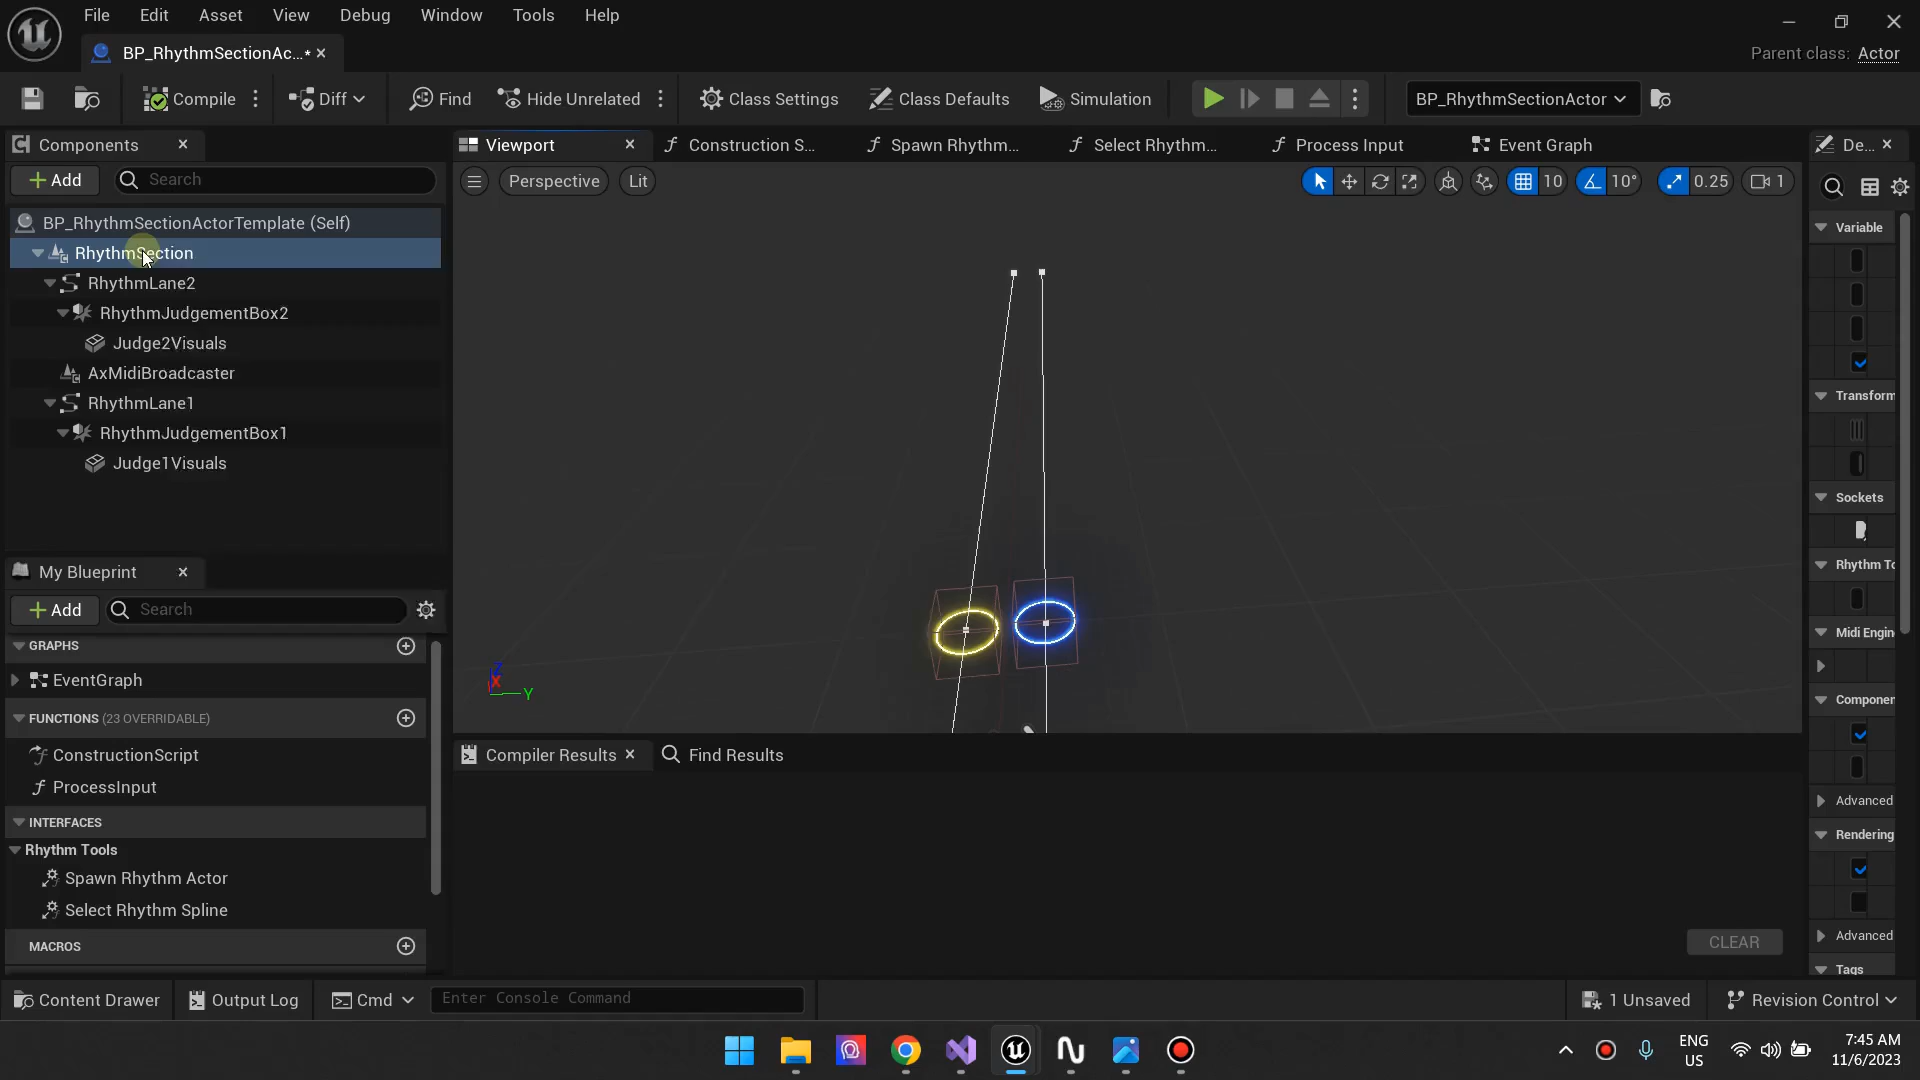 File Edit Asset View Debug Window Tools Help
BP_RhythmSectionAc...*
Parent class: Actor
Compile Diff Find Hide Unrelated Class Settings Class Defaults Simulation BP_RhythmSectionActor
Components
Viewport
Construction S...
Spawn Rhythm...
Select Rhythm...
Process Input
Event Graph
De...
Add Search
Perspective Lit 10 10° 0.25 1
BP_RhythmSectionActorTemplate (Self)
RhythmSection
RhythmLane2
RhythmJudgementBox2
Judge2Visuals
AxMidiBroadcaster
RhythmLane1
RhythmJudgementBox1
Judge1Visuals
Z
X
Y
Variable
Transform
Sockets
Rhythm To
Midi Engin
Componen
Advanced
Rendering
Advanced
Tags
My Blueprint
Add Search
GRAPHS
EventGraph
FUNCTIONS (23 OVERRIDABLE)
ConstructionScript
ProcessInput
INTERFACES
Rhythm Tools
Spawn Rhythm Actor
Select Rhythm Spline
MACROS
Compiler Results
Find Results
CLEAR
Content Drawer Output Log Cmd Enter Console Command 1 Unsaved Revision Control
ENG
US
7:45 AM
11/6/2023